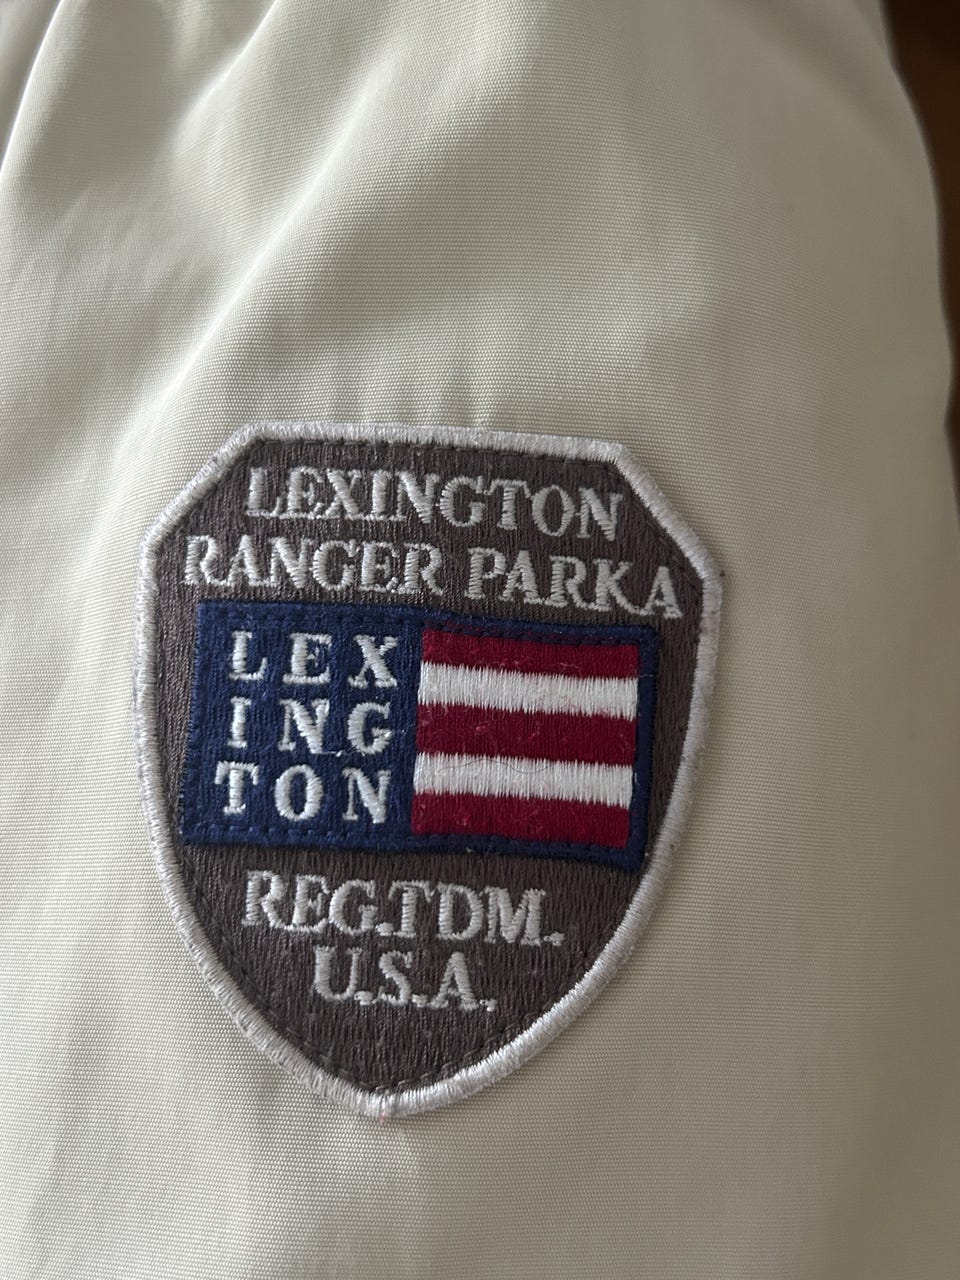 LEXINGTON
RANGER PARKA
LEX
ING
TON
REG.TDM.
U.S.A.